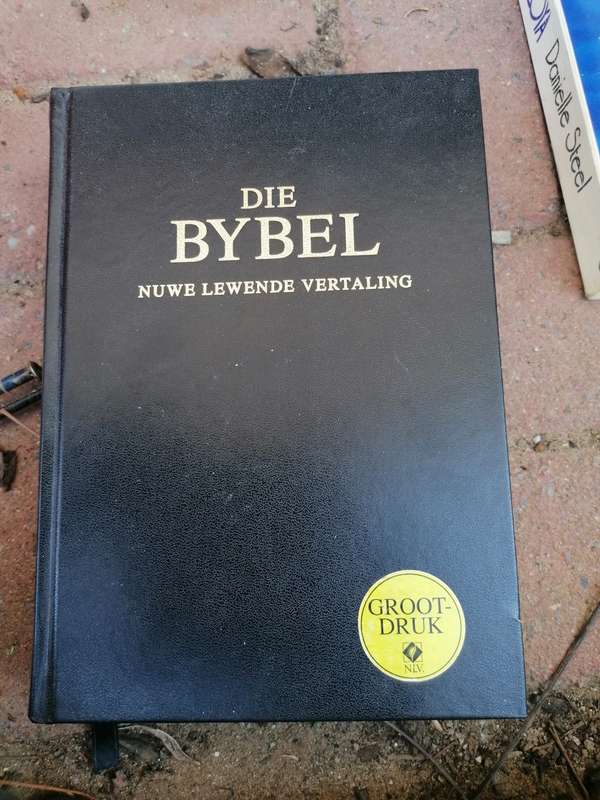 DIE
BYBEL
NUWE LEWENDE VERTALING
GROOT-
DRUK
NLV.
Danielle Steel